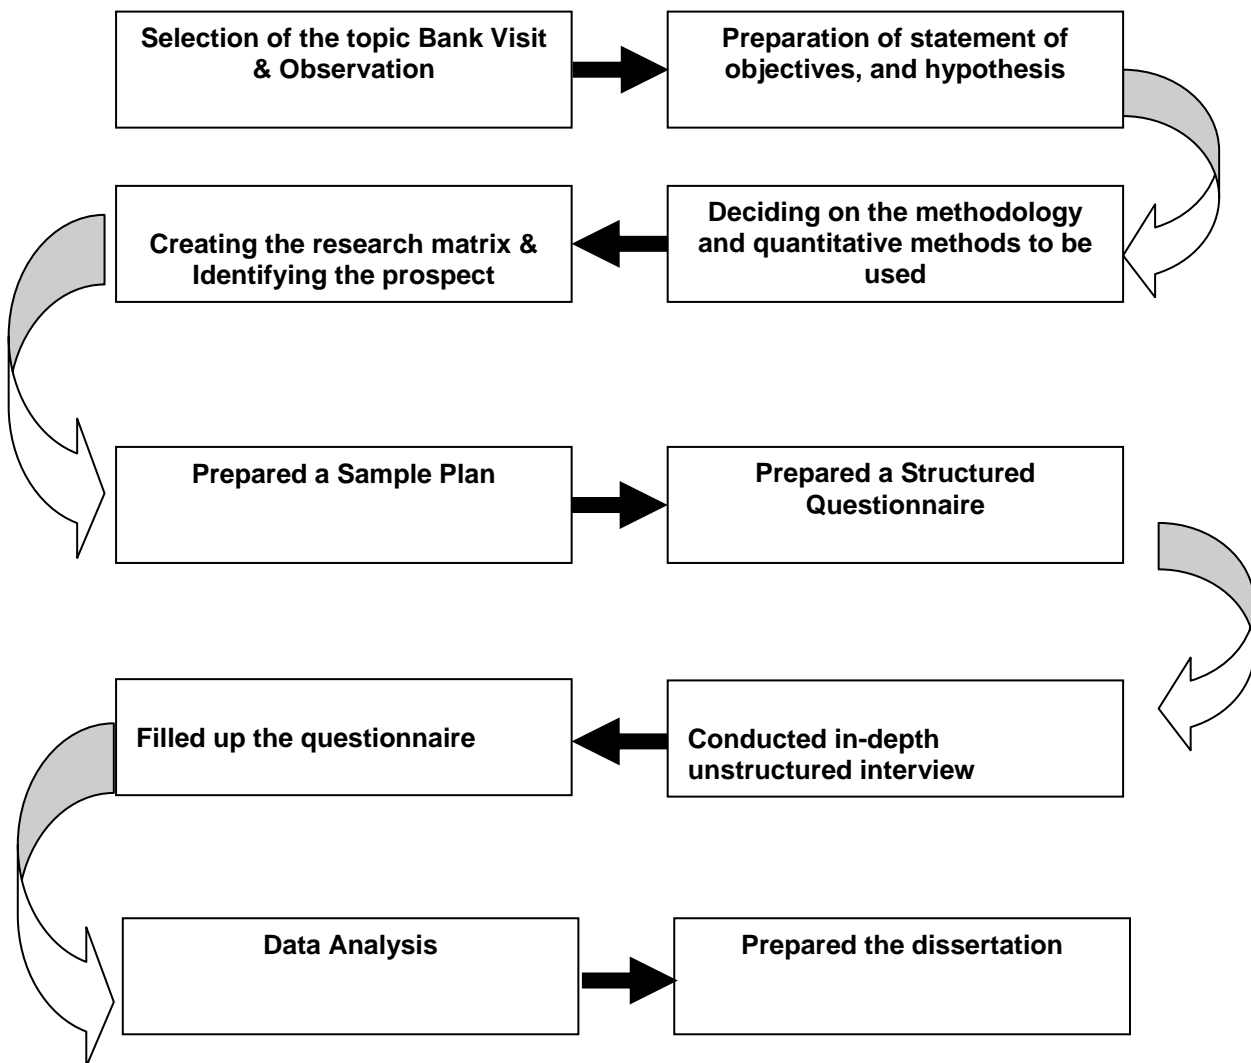 Selection of the topic Bank Visit
& Observation
Preparation of statement of
objectives, and hypothesis
Deciding on the methodology
and quantitative methods to be
used
Creating the research matrix &
Identifying the prospect
Prepared a Sample Plan
Prepared a Structured
Questionnaire
Conducted in-depth
unstructured interview
Filled up the questionnaire
Data Analysis
Prepared the dissertation